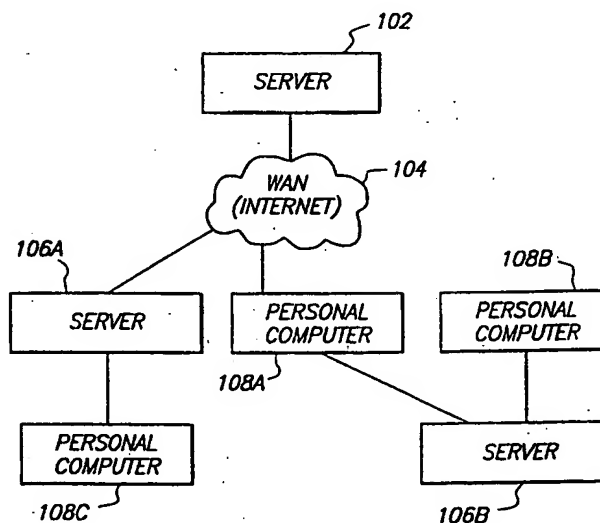 102
SERVER
WAN
(INTERNET)
104
106A
SERVER
PERSONAL
COMPUTER
108A
108B
PERSONAL
COMPUTER
PERSONAL
COMPUTER
108C
SERVER
106B